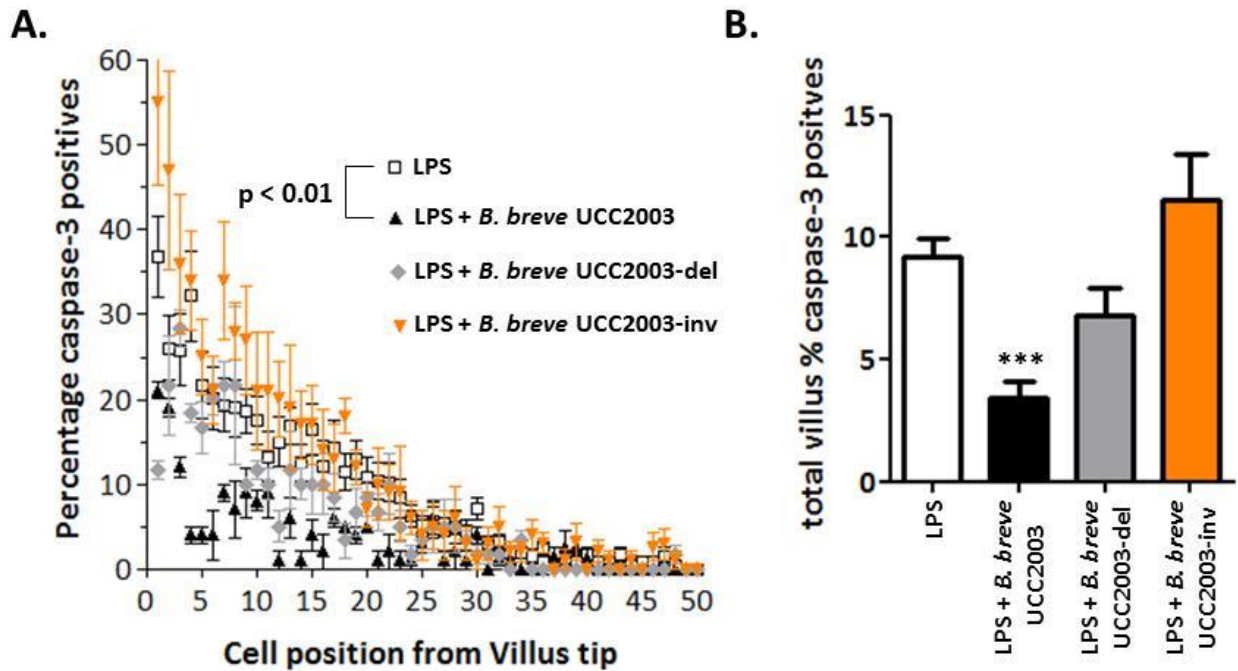 A.
Percentage caspase-3 positives
60
50
40
30
20
10
0
p < 0.01
LPS
LPS + B. breve UCC2003
LPS + B. breve UCC2003-del
LPS + B. breve UCC2003-inv
0 5 10 15 20 25 30 35 40 45 50
Cell position from Villus tip
B.
total villus % caspase-3 positves
15
10
5
0
***
LPS
LPS + B. breve
UCC2003
LPS + B. breve
UCC2003-del
LPS + B. breve
UCC2003-inv